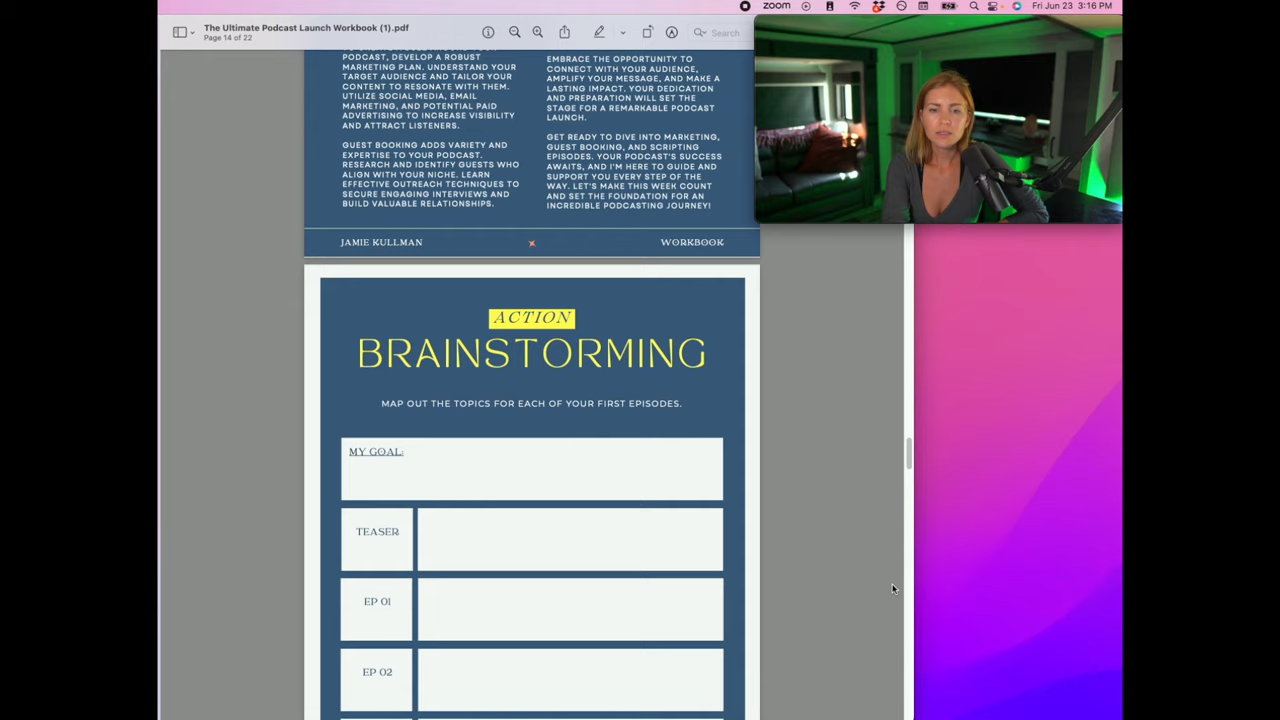 zoom
Fri Jun 23 3:16 PM
The Ultimate Podcast Launch Workbook (1).pdf
Page 14 of 22
Search
PODCAST, DEVELOP A ROBUST
MARKETING PLAN. UNDERSTAND YOUR
TARGET AUDIENCE AND TAILOR YOUR
CONTENT TO RESONATE WITH THEM.
UTILIZE SOCIAL MEDIA, EMAIL
MARKETING, AND POTENTIAL PAID
ADVERTISING TO INCREASE VISIBILITY
AND ATTRACT LISTENERS.
GUEST BOOKING ADDS VARIETY AND
EXPERTISE TO YOUR PODCAST.
RESEARCH AND IDENTIFY GUESTS WHO
ALIGN WITH YOUR NICHE. LEARN
EFFECTIVE OUTREACH TECHNIQUES TO
SECURE ENGAGING INTERVIEWS AND
BUILD VALUABLE RELATIONSHIPS.
EMBRACE THE OPPORTUNITY TO
CONNECT WITH YOUR AUDIENCE,
AMPLIFY YOUR MESSAGE, AND MAKE A
LASTING IMPACT. YOUR DEDICATION
AND PREPARATION WILL SET THE
STAGE FOR A REMARKABLE PODCAST
LAUNCH.
GET READY TO DIVE INTO MARKETING,
GUEST BOOKING, AND SCRIPTING
EPISODES. YOUR PODCAST'S SUCCESS
AWAITS, AND I'M HERE TO GUIDE AND
SUPPORT YOU EVERY STEP OF THE
WAY. LET'S MAKE THIS WEEK COUNT
AND SET THE FOUNDATION FOR AN
INCREDIBLE PODCASTING JOURNEY!
JAMIE KULLMAN
WORKBOOK
ACTION
BRAINSTORMING
MAP OUT THE TOPICS FOR EACH OF YOUR FIRST EPISODES.
MY GOAL:
TEASER
EP 01
EP 02